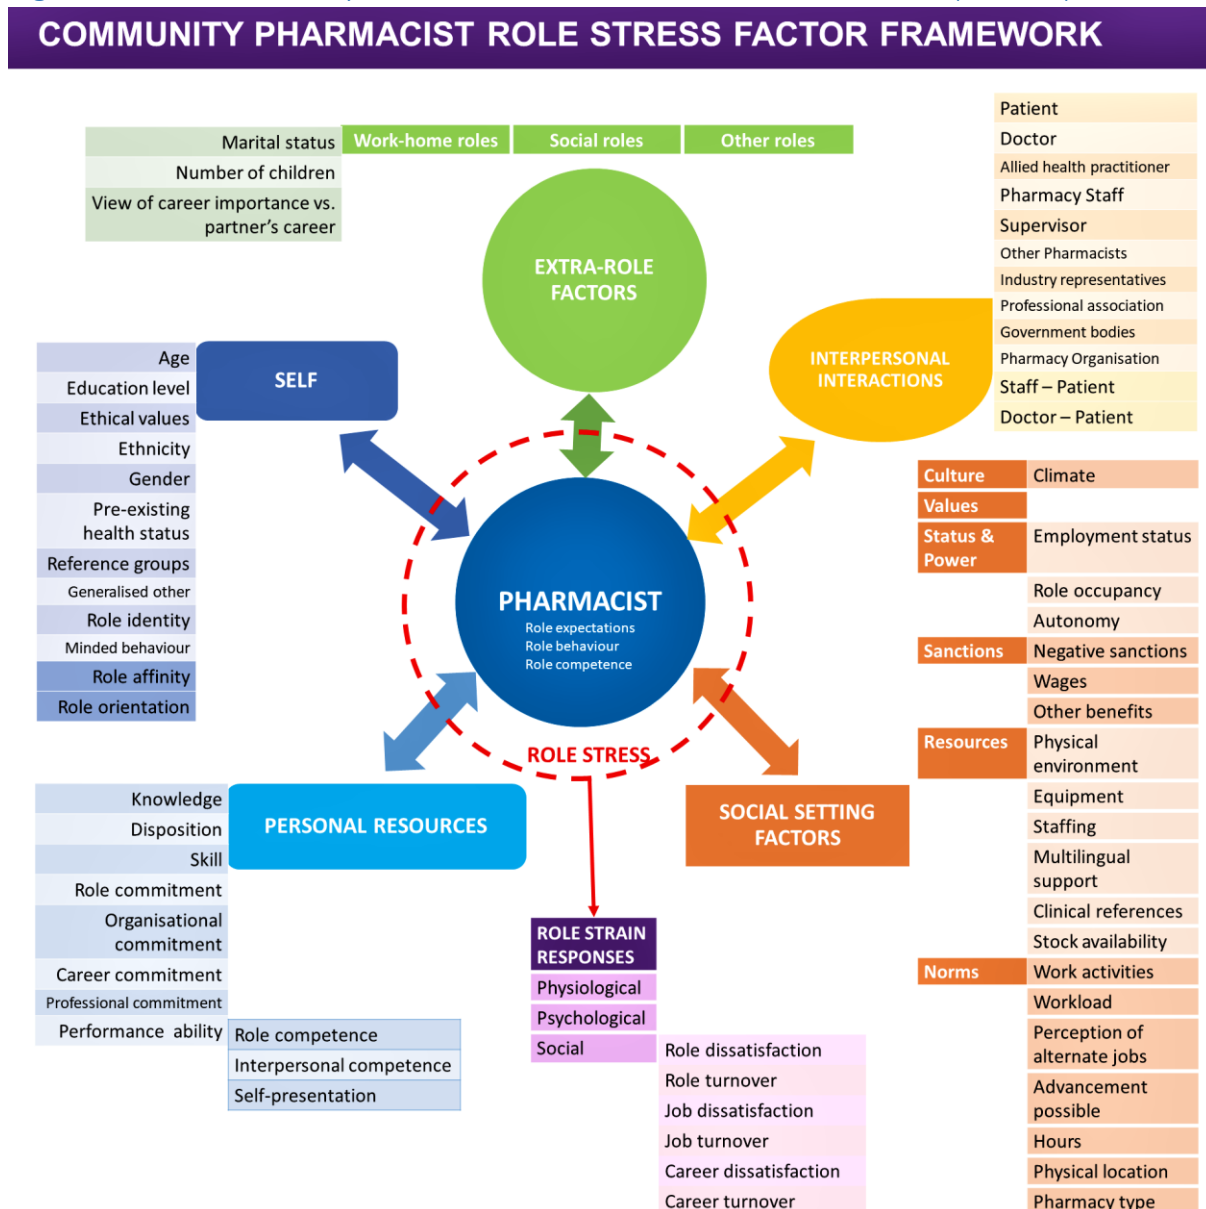 COMMUNITY PHARMACIST ROLE STRESS FACTOR FRAMEWORK
Marital status
Number of children
View of career importance vs.
partner's career
Work-home roles
Social roles
Other roles
EXTRA-ROLE
FACTORS
Patient
Doctor
Allied health practitioner
Pharmacy Staff
Supervisor
Other Pharmacists
Industry representatives
Professional association
Government bodies
Pharmacy Organisation
Staff – Patient
Doctor – Patient
INTERPERSONAL
INTERACTIONS
SELF
Age
Education level
Ethical values
Ethnicity
Gender
Pre-existing
health status
Reference groups
Generalised other
Role identity
Minded behaviour
Role affinity
Role orientation
PHARMACIST
Role expectations
Role behaviour
Role competence
ROLE STRESS
Culture
Climate
Values
Status &
Power
Employment status
Role occupancy
Autonomy
Sanctions
Negative sanctions
Wages
Other benefits
Resources
Physical
environment
Equipment
Staffing
Multilingual
support
Clinical references
Stock availability
Norms
Work activities
Workload
Perception of
alternate jobs
Advancement
possible
Hours
Physical location
Pharmacy type
SOCIAL SETTING
FACTORS
PERSONAL RESOURCES
Knowledge
Disposition
Skill
Role commitment
Organisational
commitment
Career commitment
Professional commitment
Performance ability
Role competence
Interpersonal competence
Self-presentation
ROLE STRAIN
RESPONSES
Physiological
Psychological
Social
Role dissatisfaction
Role turnover
Job dissatisfaction
Job turnover
Career dissatisfaction
Career turnover